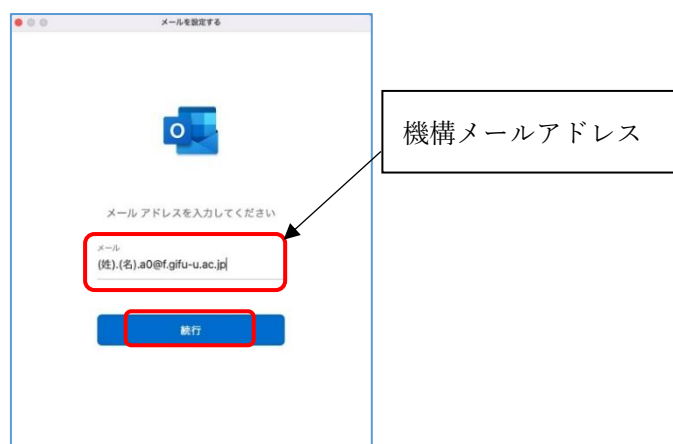 メールを設定する
機構メールアドレス
メール アドレスを入力してください
メール
(姓).(名).a0@f.gifu-u.ac.jp
続行